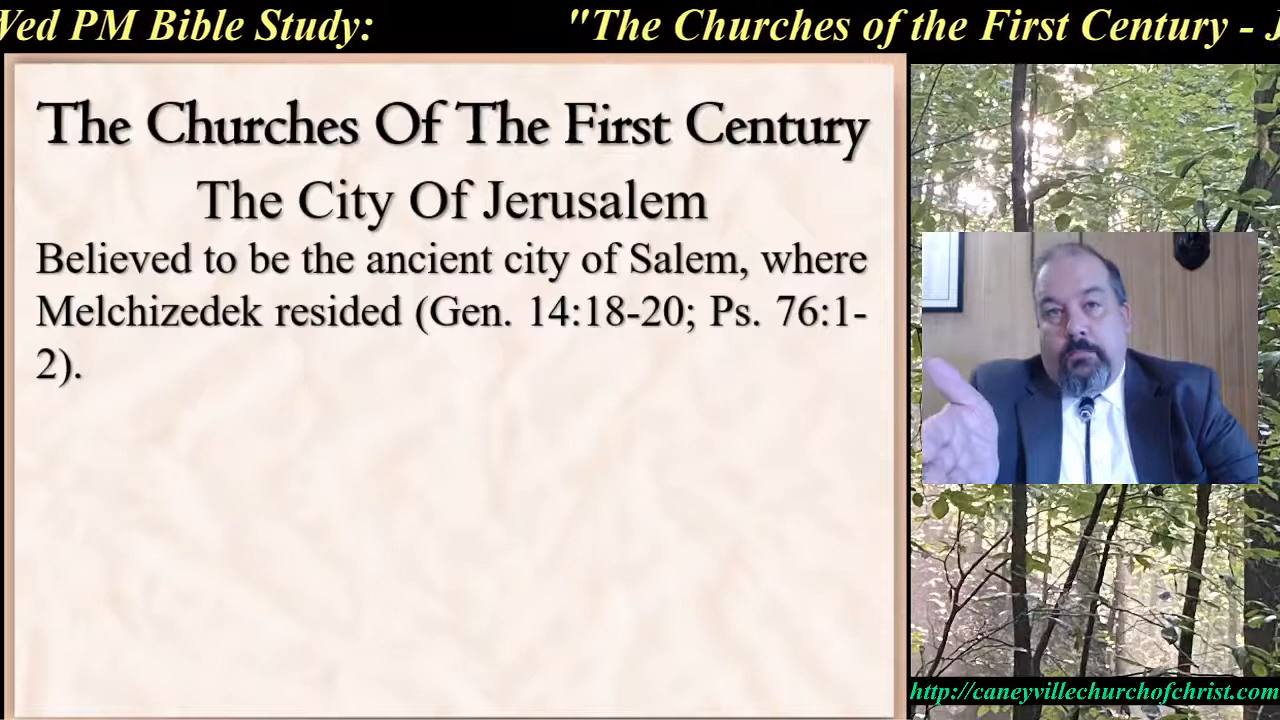 Wed PM Bible Study: "The Churches of the First Century - J
The Churches Of The First Century
The City Of Jerusalem
Believed to be the ancient city of Salem, where
Melchizedek resided (Gen. 14:18-20; Ps. 76:1-
2).
http://caneyvillechurchofchrist.com